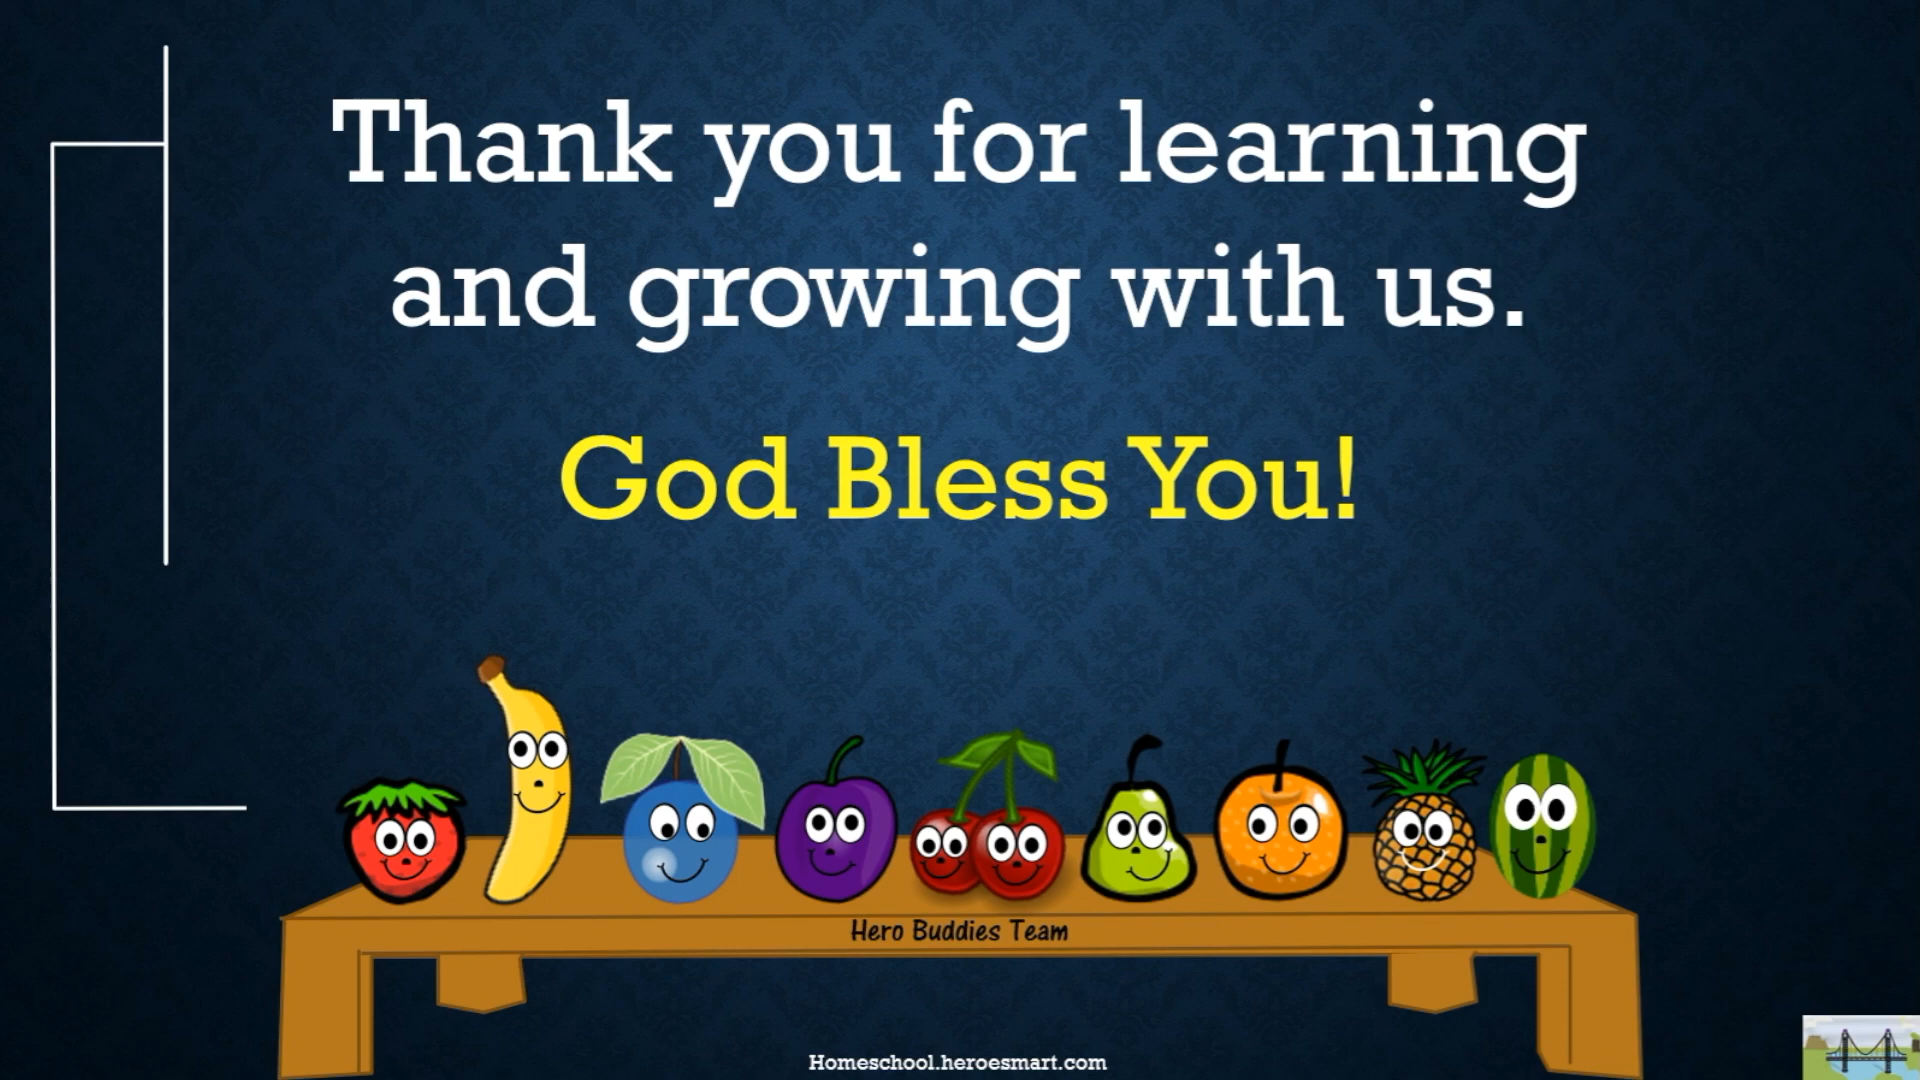 Thank you for learning
and growing with us.
God Bless You!
Hero Buddies Team
Homeschool.heroesmart.com